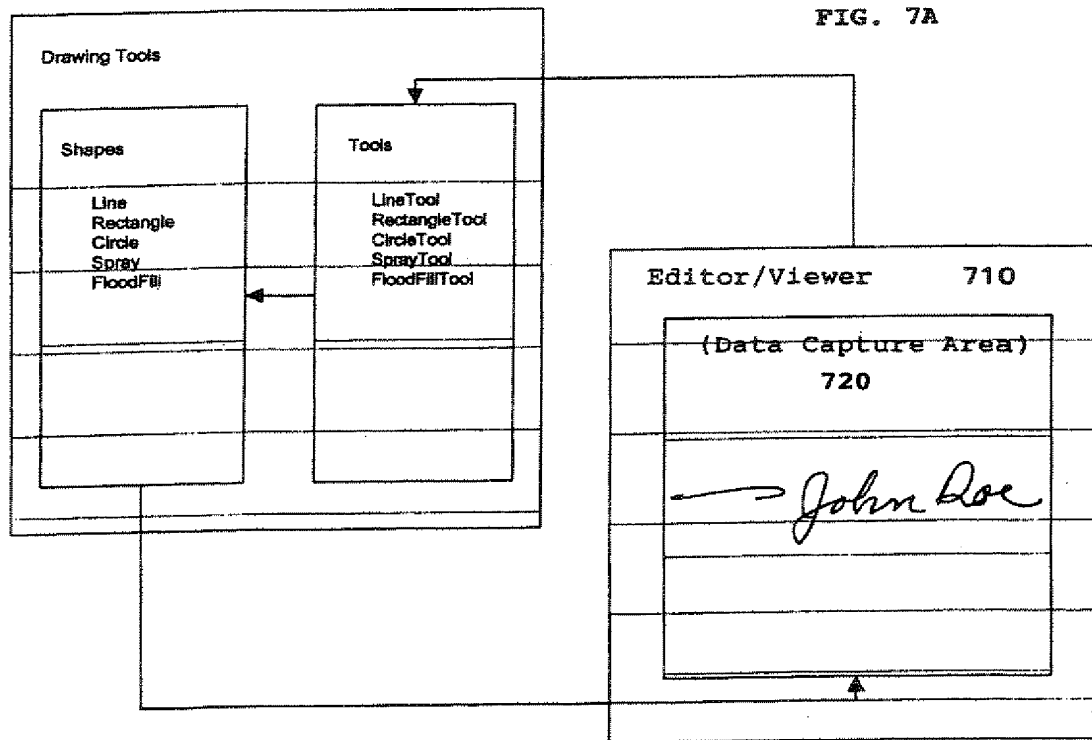 FIG. 7A
Drawing Tools
Shapes
Line
Rectangle
Circle
Spray
FloodFill
Tools
LineTool
RectangleTool
CircleTool
SprayTool
FloodFillTool
Editor/Viewer 710
(Data Capture Area)
720
John Doe